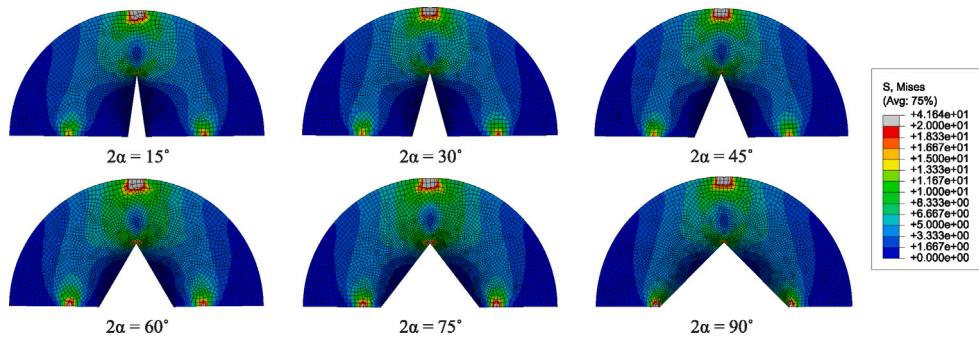 2α = 15°
2α = 30°
2α = 45°
2α = 60°
2α = 75°
2α = 90°
S, Mises
(Avg: 75%)
+4.164e+01
+2.000e+01
+1.833e+01
+1.667e+01
+1.500e+01
+1.333e+01
+1.167e+01
+1.000e+01
+8.333e+00
+6.667e+00
+5.000e+00
+3.333e+00
+1.667e+00
+0.000e+00